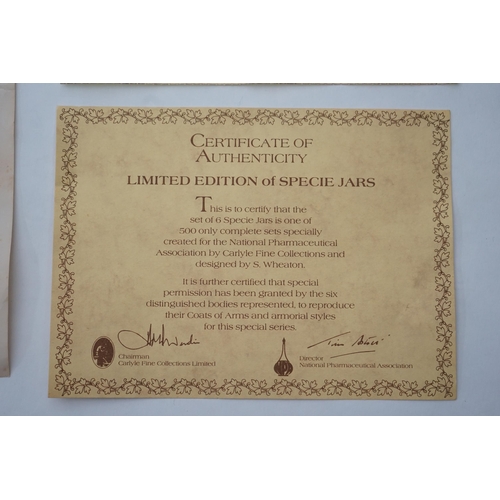 CERTIFICATE OF
AUTHENTICITY
LIMITED EDITION of SPECIE JARS
This is to certify that the
set of 6 Specie Jars is one of
500 only complete sets specially
created for the National Pharmaceutical
Association by Carlyle Fine Collections and
designed by S. Wheaton.
It is further certified that special
permission has been granted by the six
distinguished bodies represented, to reproduce
their Coats of Arms and armorial styles
for this special series.
Chairman
Carlyle Fine Collections Limited
Director
National Pharmaceutical Association